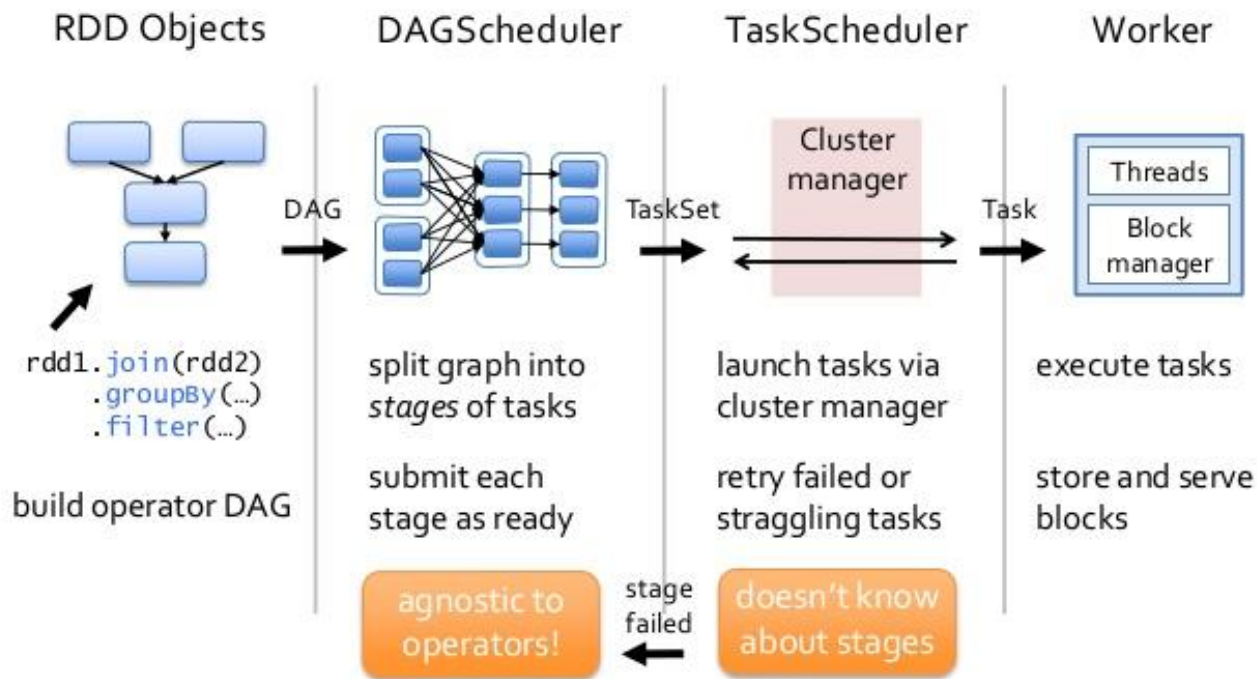 RDD Objects
DAGScheduler
TaskScheduler
Worker
DAG
TaskSet
Cluster
manager
Task
Threads
Block
manager
rdd1.join(rdd2)
.groupBy(…)
.filter(…)
build operator DAG
split graph into
stages of tasks
submit each
stage as ready
launch tasks via
cluster manager
retry failed or
straggling tasks
execute tasks
store and serve
blocks
agnostic to
operators!
stage
failed
doesn't know
about stages